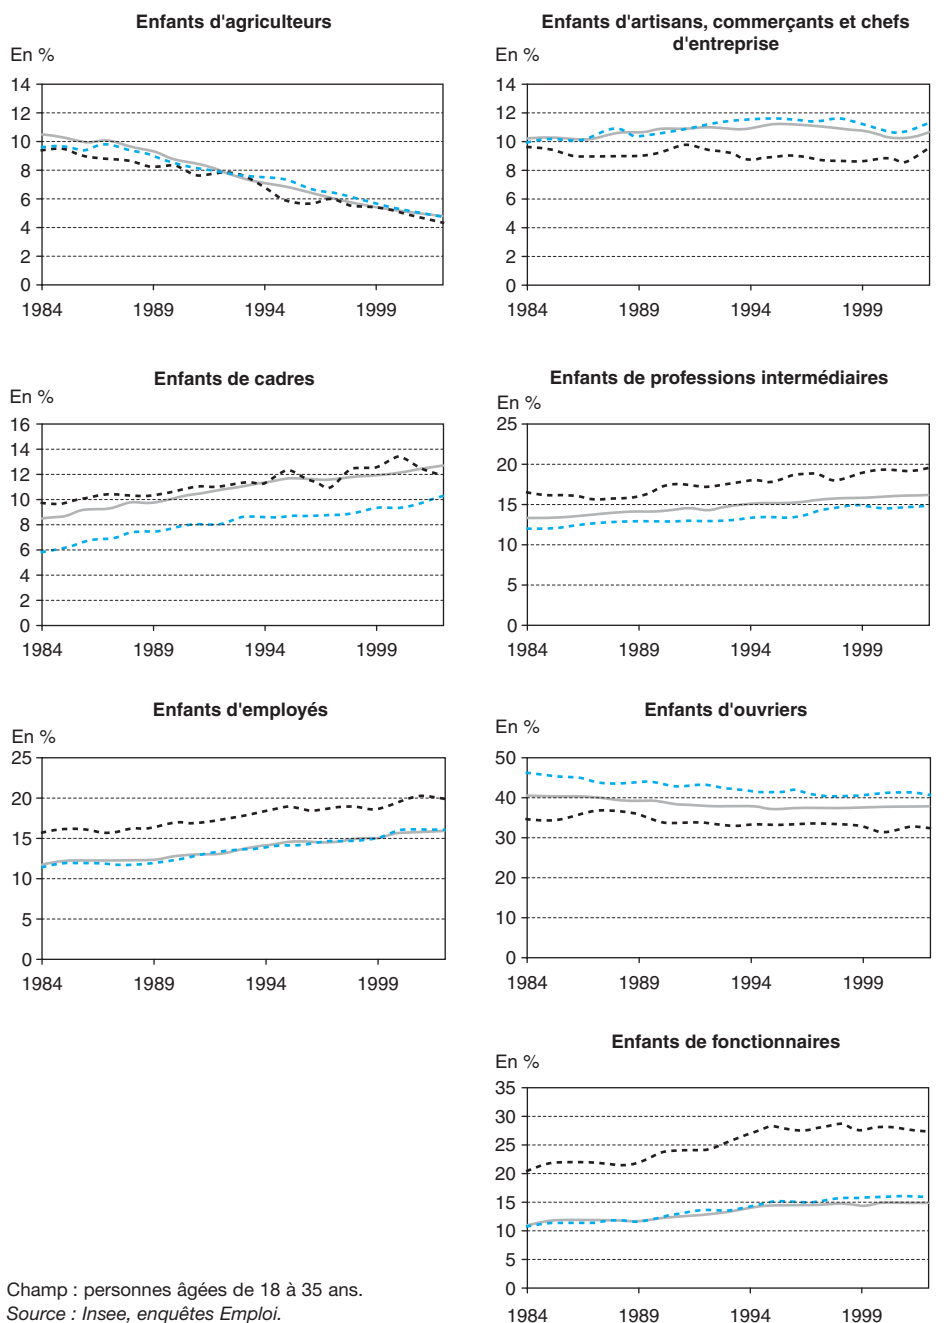 Enfants d'agriculteurs
En %
14
12
10
8
6
4
2
0
1984 1989 1994 1999
Enfants d'artisans, commerçants et chefs
d'entreprise
En %
14
12
10
8
6
4
2
0
1984 1989 1994 1999
Enfants de cadres
En %
16
14
12
10
8
6
4
2
0
1984 1989 1994 1999
Enfants de professions intermédiaires
En %
25
20
15
10
5
0
1984 1989 1994 1999
Enfants d'employés
En %
25
20
15
10
5
0
1984 1989 1994 1999
Enfants d'ouvriers
En %
50
40
30
20
10
0
1984 1989 1994 1999
Enfants de fonctionnaires
En %
35
30
25
20
15
10
5
0
1984 1989 1994 1999
Champ : personnes âgées de 18 à 35 ans.
Source : Insee, enquêtes Emploi.